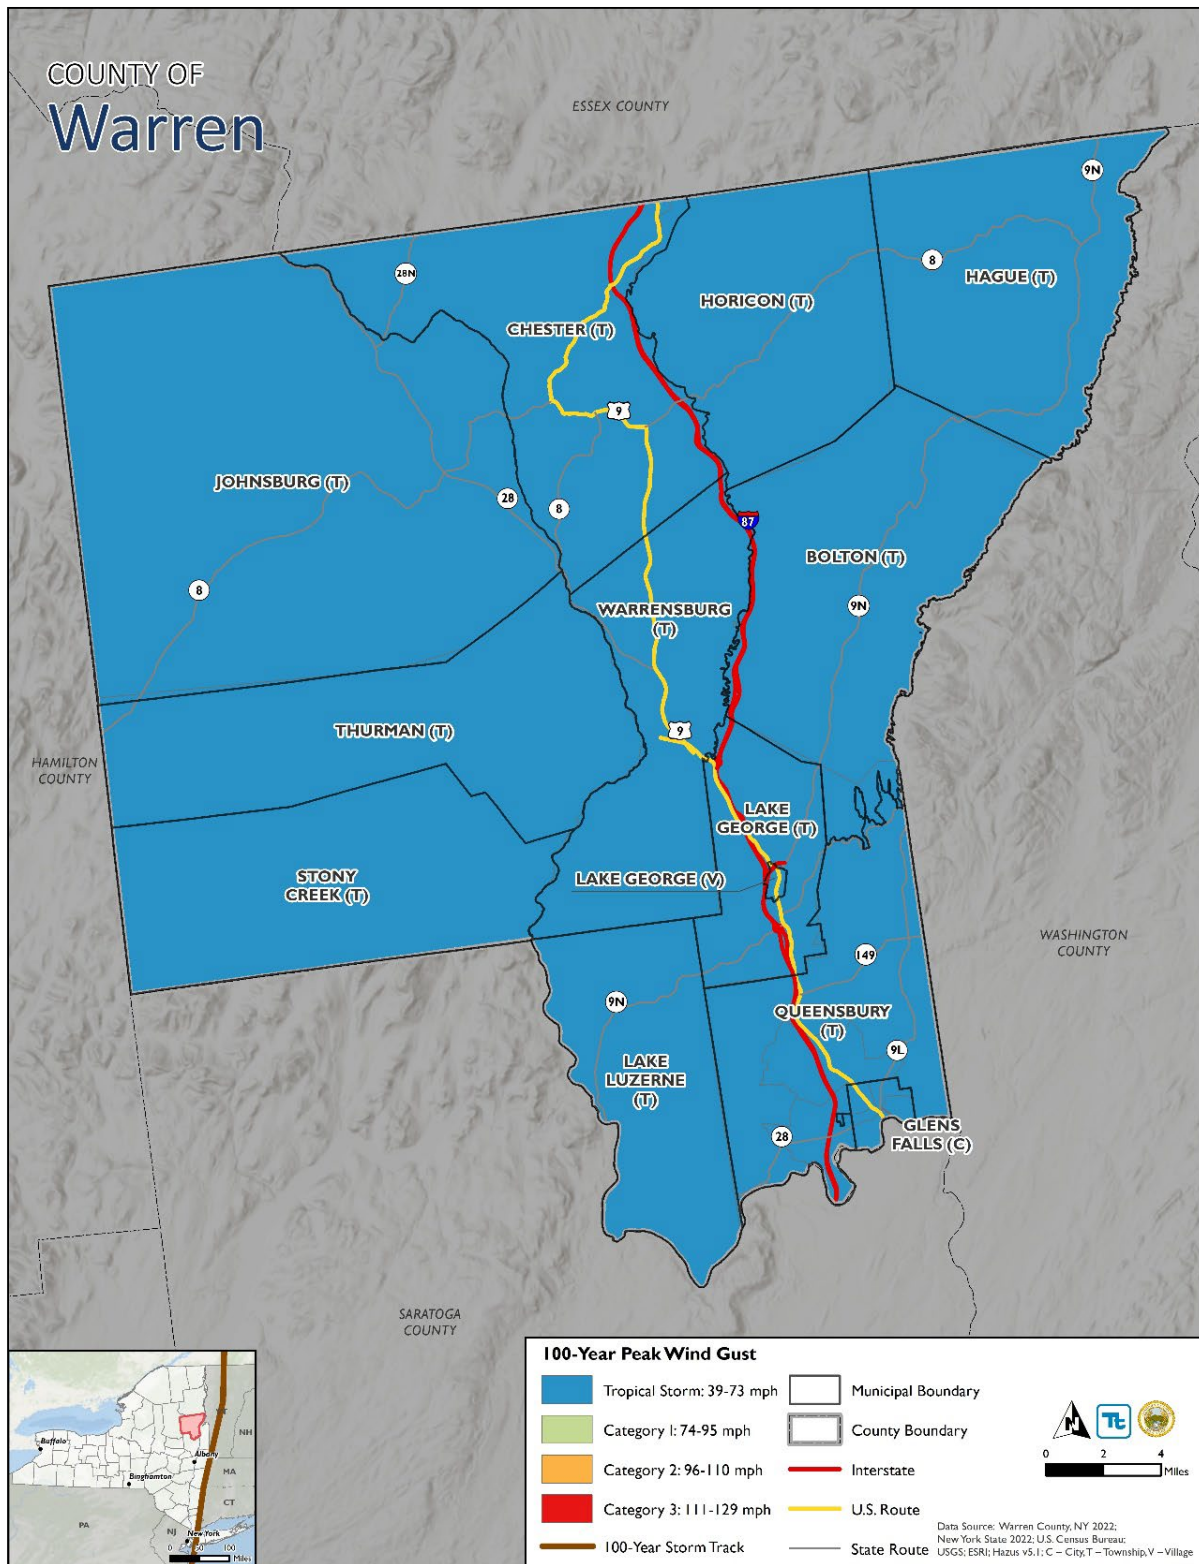 COUNTY OF
Warren
ESSEX COUNTY
9N
8
HAGUE (T)
28N
HORICON (T)
CHESTER (T)
9
JOHNSBURG (T)
28
8
87
BOLTON (T)
8
9N
WARRENSBURG
(T)
THURMAN (T)
9
HAMILTON
COUNTY
LAKE
GEORGE (T)
STONY
CREEK (T)
LAKE GEORGE (V)
WASHINGTON
COUNTY
149
9N
QUEENSBURY
(T)
9L
LAKE
LUZERNE
(T)
GLENS
FALLS (C)
28
SARATOGA
COUNTY
100-Year Peak Wind Gust
Tropical Storm: 39-73 mph
Category 1: 74-95 mph
Category 2: 96-110 mph
Category 3: 111-129 mph
100-Year Storm Track
Municipal Boundary
County Boundary
Interstate
U.S. Route
State Route
N
Tt
0 2 4
Miles
Data Source: Warren County, NY 2022;
New York State 2022; U.S. Census Bureau;
USGS; ESRI; Hazus v5.1; C – City, T – Township, V – Village
VT
NH
Buffalo
Albany
Binghamton
MA
CT
PA
NJ
New York
0 50 100
Miles